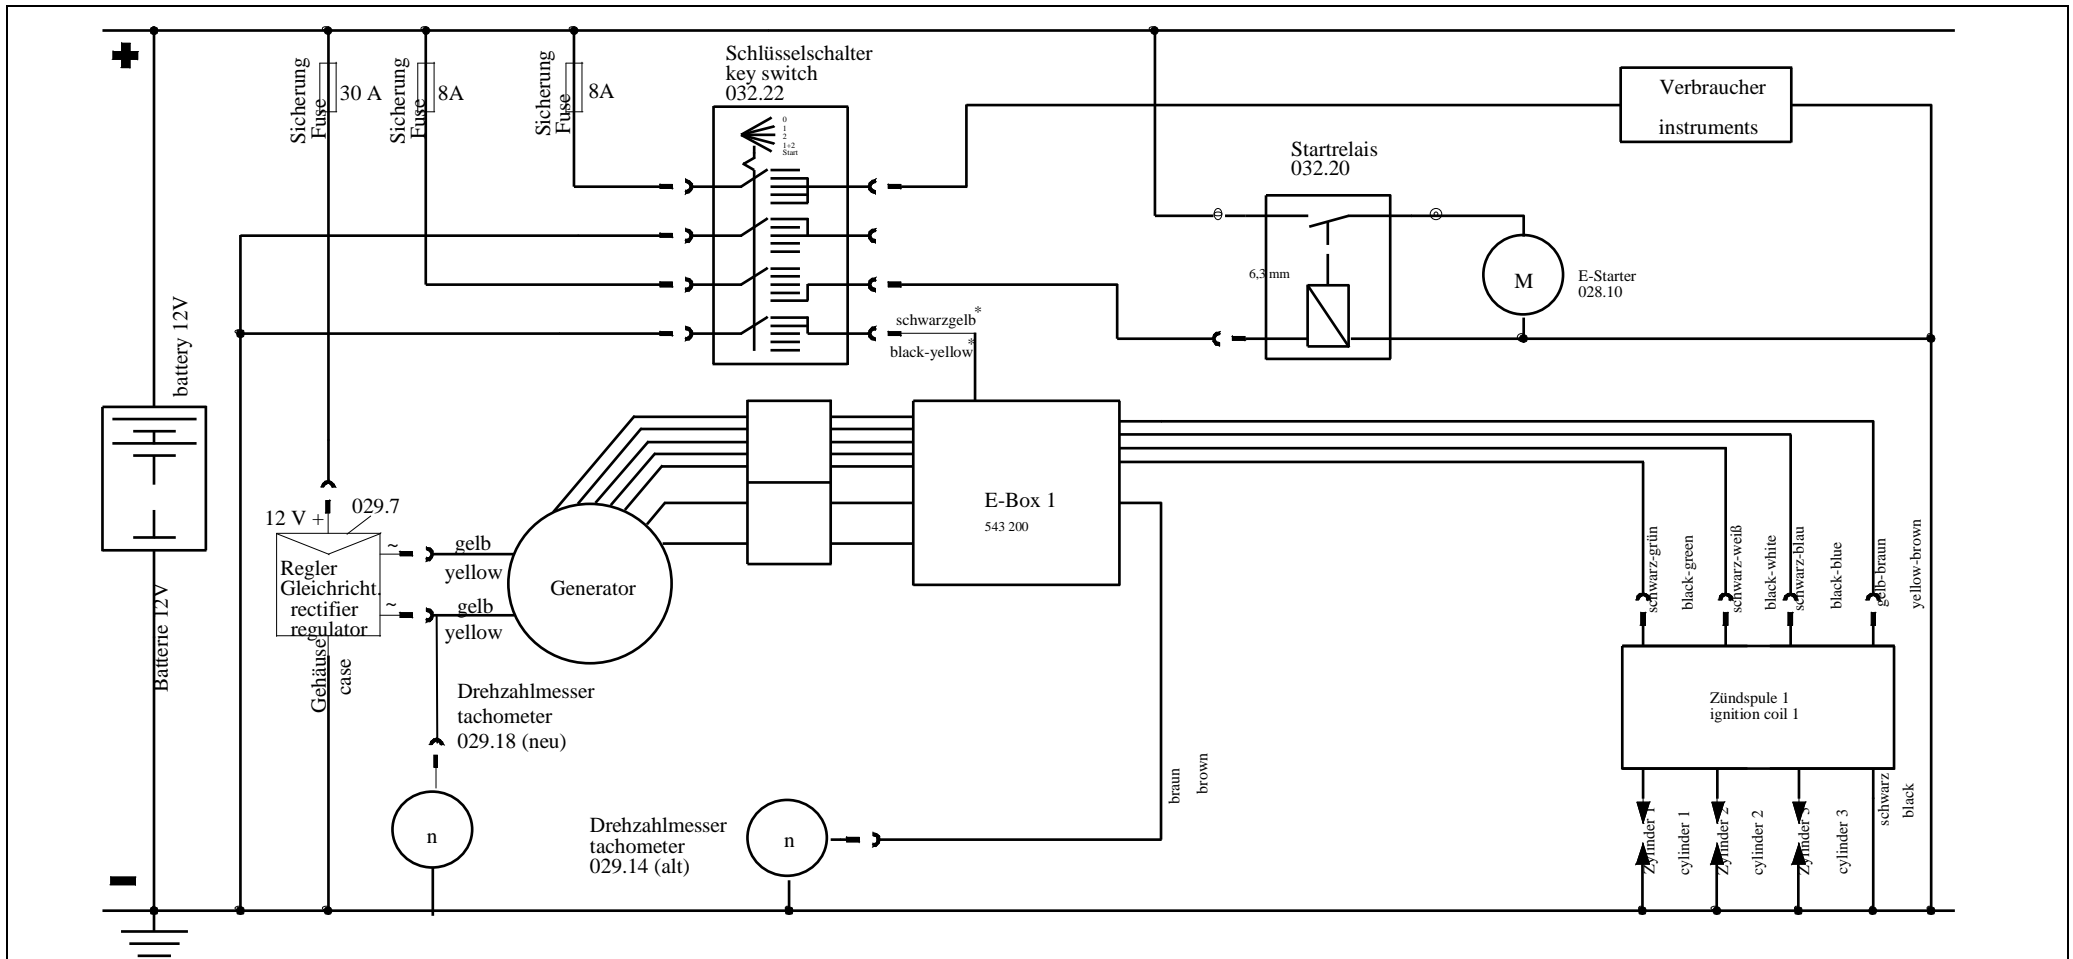 Sicherung
Fuse
30 A
Sicherung
Fuse
8A
Sicherung
Fuse
8A
Schlüsselschalter
key switch
032.22
0
1
2
1+2
Start
Verbraucher
instruments
Startrelais
032.20
6,3 mm
M
E-Starter
028.10
schwarzgelb*
black-yellow*
battery 12V
Batterie 12V
12 V +
029.7
Regler
Gleichricht.
rectifier
regulator
~
~
gelb
yellow
gelb
yellow
Generator
E-Box 1
543 200
Gehäuse
case
Drehzahlmesser
tachometer
029.18 (neu)
n
Drehzahlmesser
tachometer
029.14 (alt)
n
braun
brown
schwarz-grün
black-green
schwarz-weiß
black-white
schwarz-blau
black-blue
gelb-braun
yellow-brown
Zündspule 1
ignition coil 1
Zylinder 1
cylinder 1
Zylinder 2
cylinder 2
Zylinder 3
cylinder 3
schwarz
black